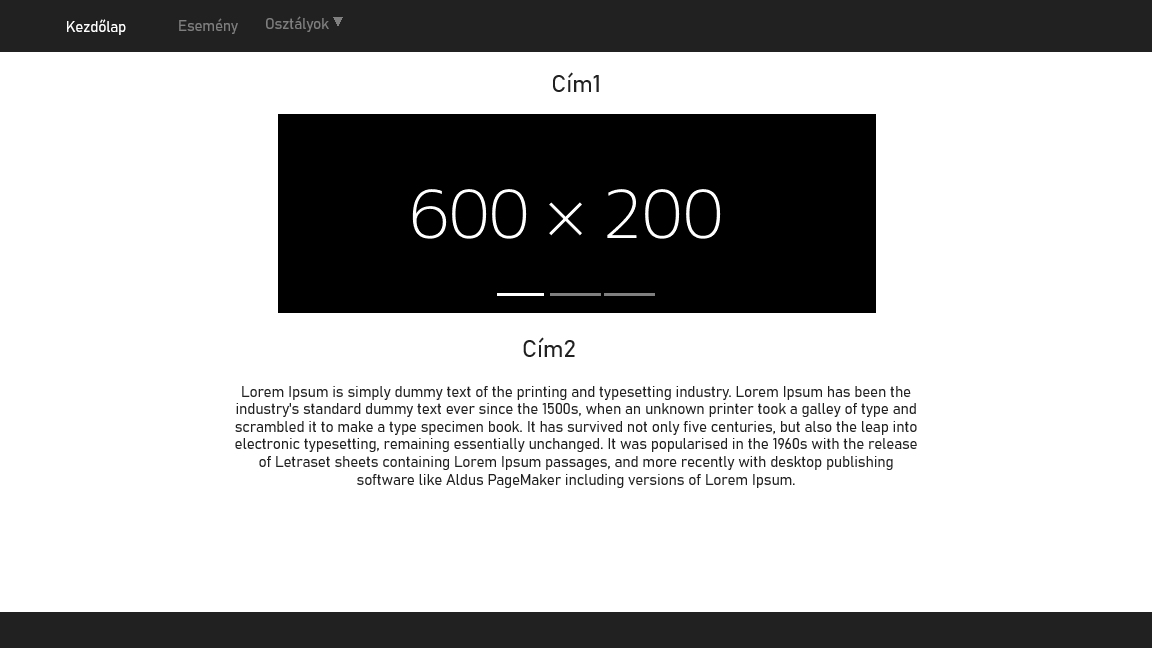 Kezdőlap Esemény Osztályok ▼
Cím1
600 × 200
Cím2
Lorem Ipsum is simply dummy text of the printing and typesetting industry. Lorem Ipsum has been the
industry's standard dummy text ever since the 1500s, when an unknown printer took a galley of type and
scrambled it to make a type specimen book. It has survived not only five centuries, but also the leap into
electronic typesetting, remaining essentially unchanged. It was popularised in the 1960s with the release
of Letraset sheets containing Lorem Ipsum passages, and more recently with desktop publishing
software like Aldus PageMaker including versions of Lorem Ipsum.